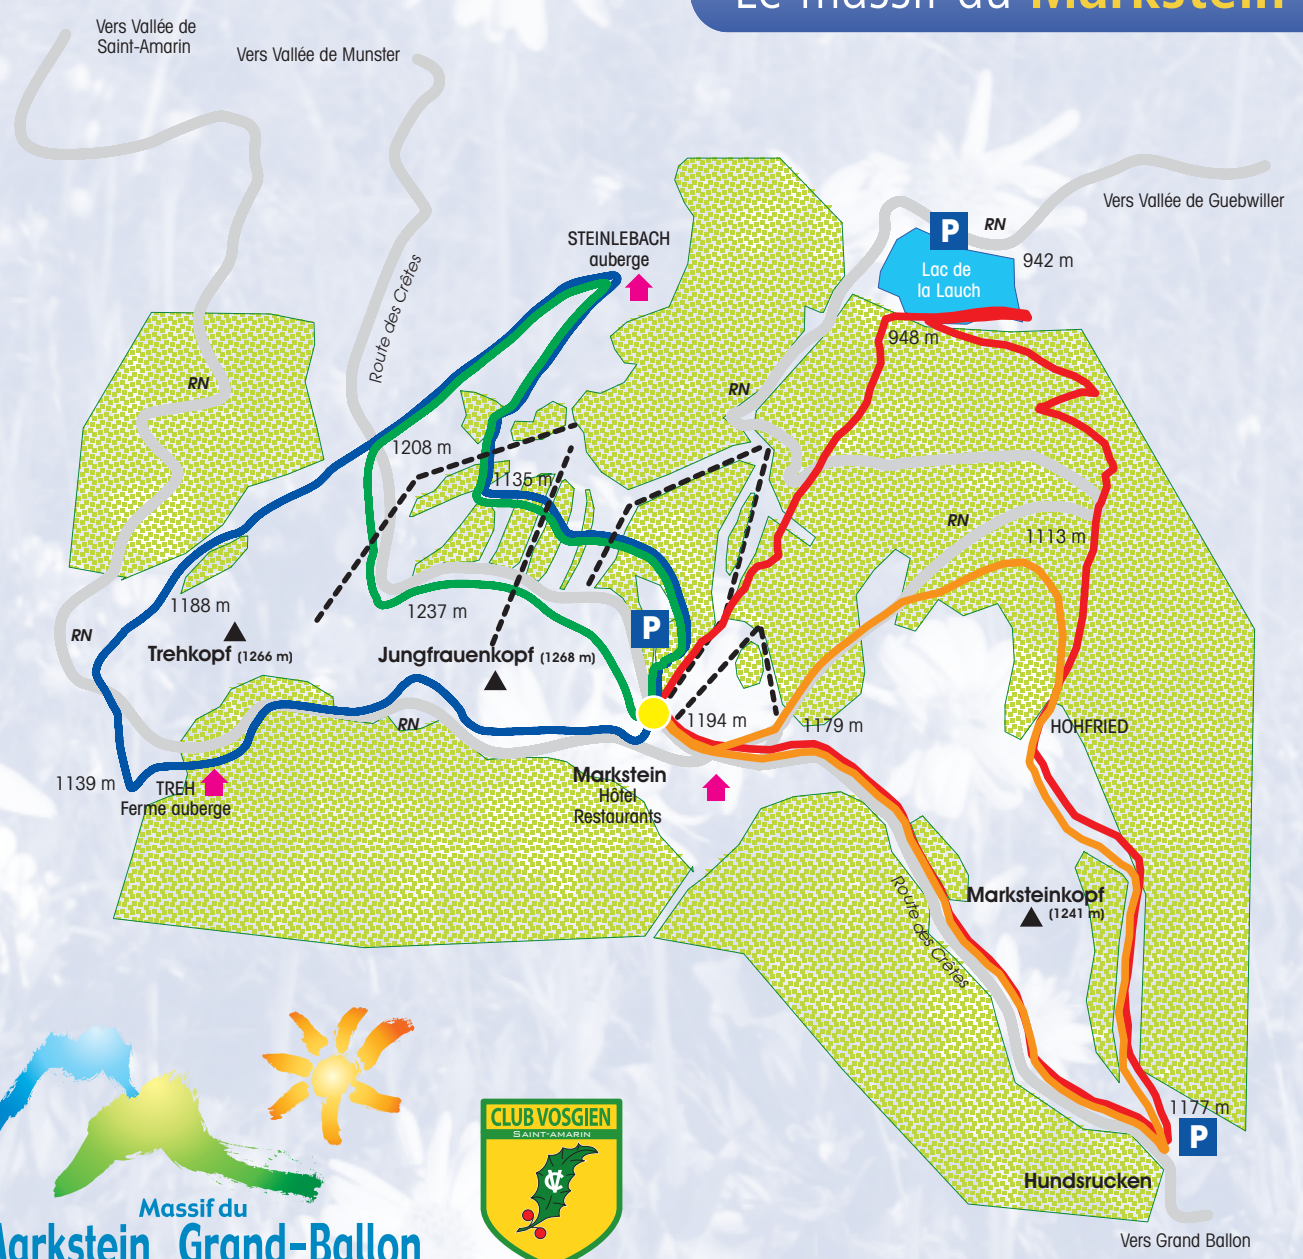 Le massif du Markstein
Vers Vallée de
Saint-Amarin
Vers Vallée de Munster
Vers Vallée de Guebwiller
RN
P
942 m
Lac de
la Lauch
948 m
STEINLEBACH
auberge
Route des Crêtes
RN
RN
1208 m
1135 m
RN
1113 m
1188 m
1237 m
P
RN
Trehkopf (1266 m)
Jungfrauenkopf (1268 m)
RN
1194 m
1179 m
HOHFRIED
1139 m
TREH
Ferme auberge
Markstein
Hôtel
Restaurants
Route des Crêtes
Marksteinkopf
(1241 m)
1177 m
P
Hundsrucken
Vers Grand Ballon
CLUB VOSGIEN
SAINT-AMARIN
CV
Massif du
Markstein Grand-Ballon